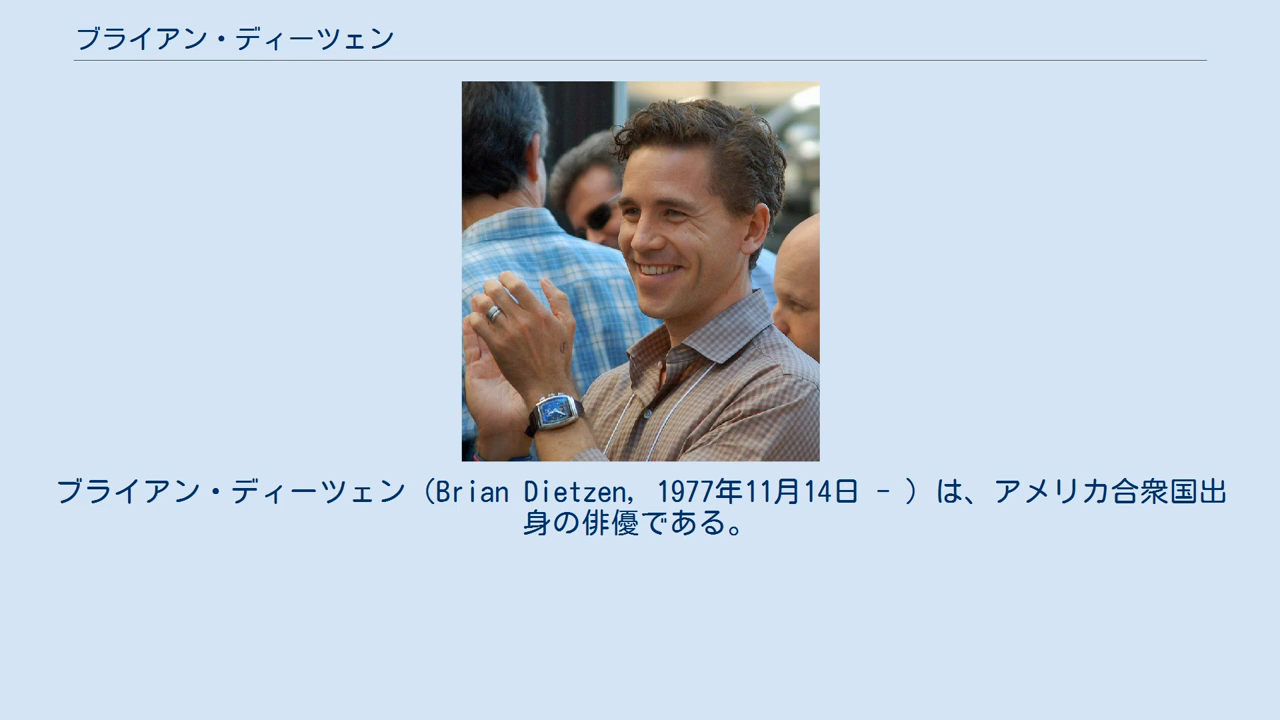 ブライアン・ディーツェン
ブライアン・ディーツェン（Brian Dietzen, 1977年11月14日 - ）は、アメリカ合衆国出
身の俳優である。